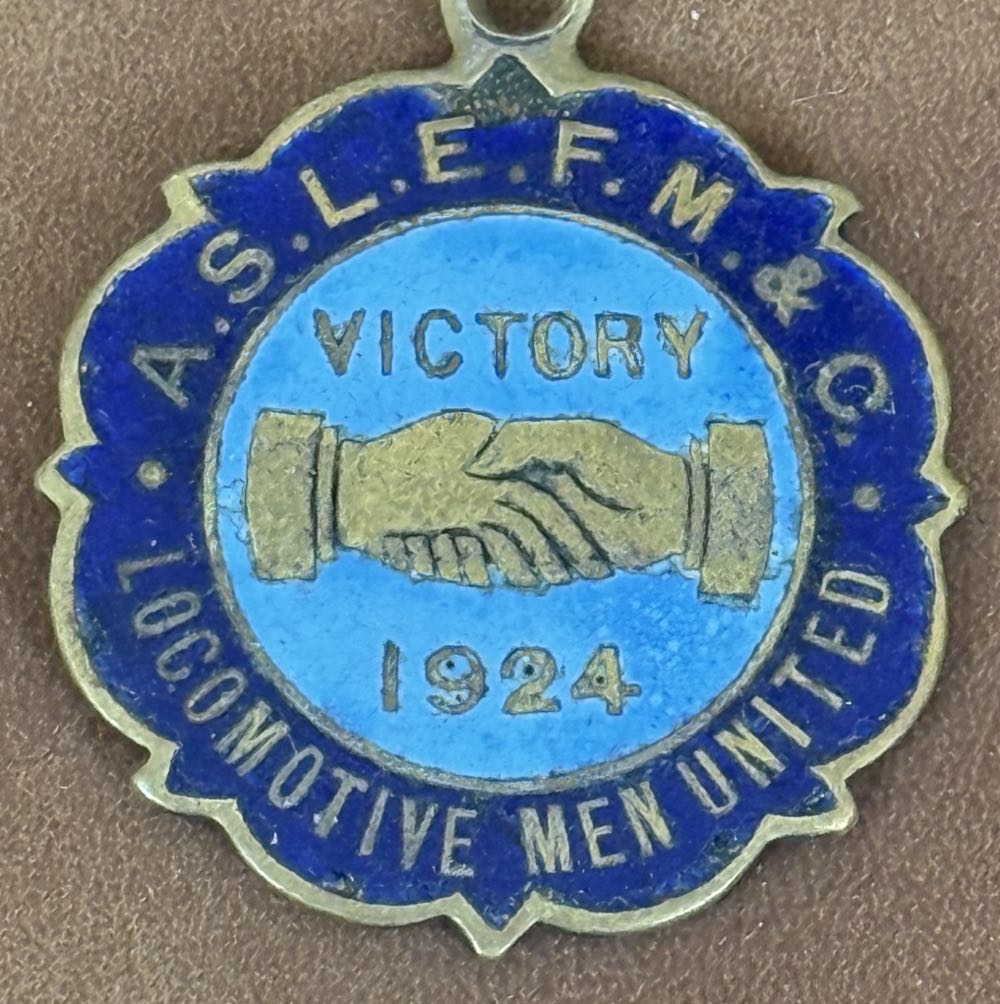 A.S.L.E.F.M.&C.
VICTORY
1924
LOCOMOTIVE MEN UNITED